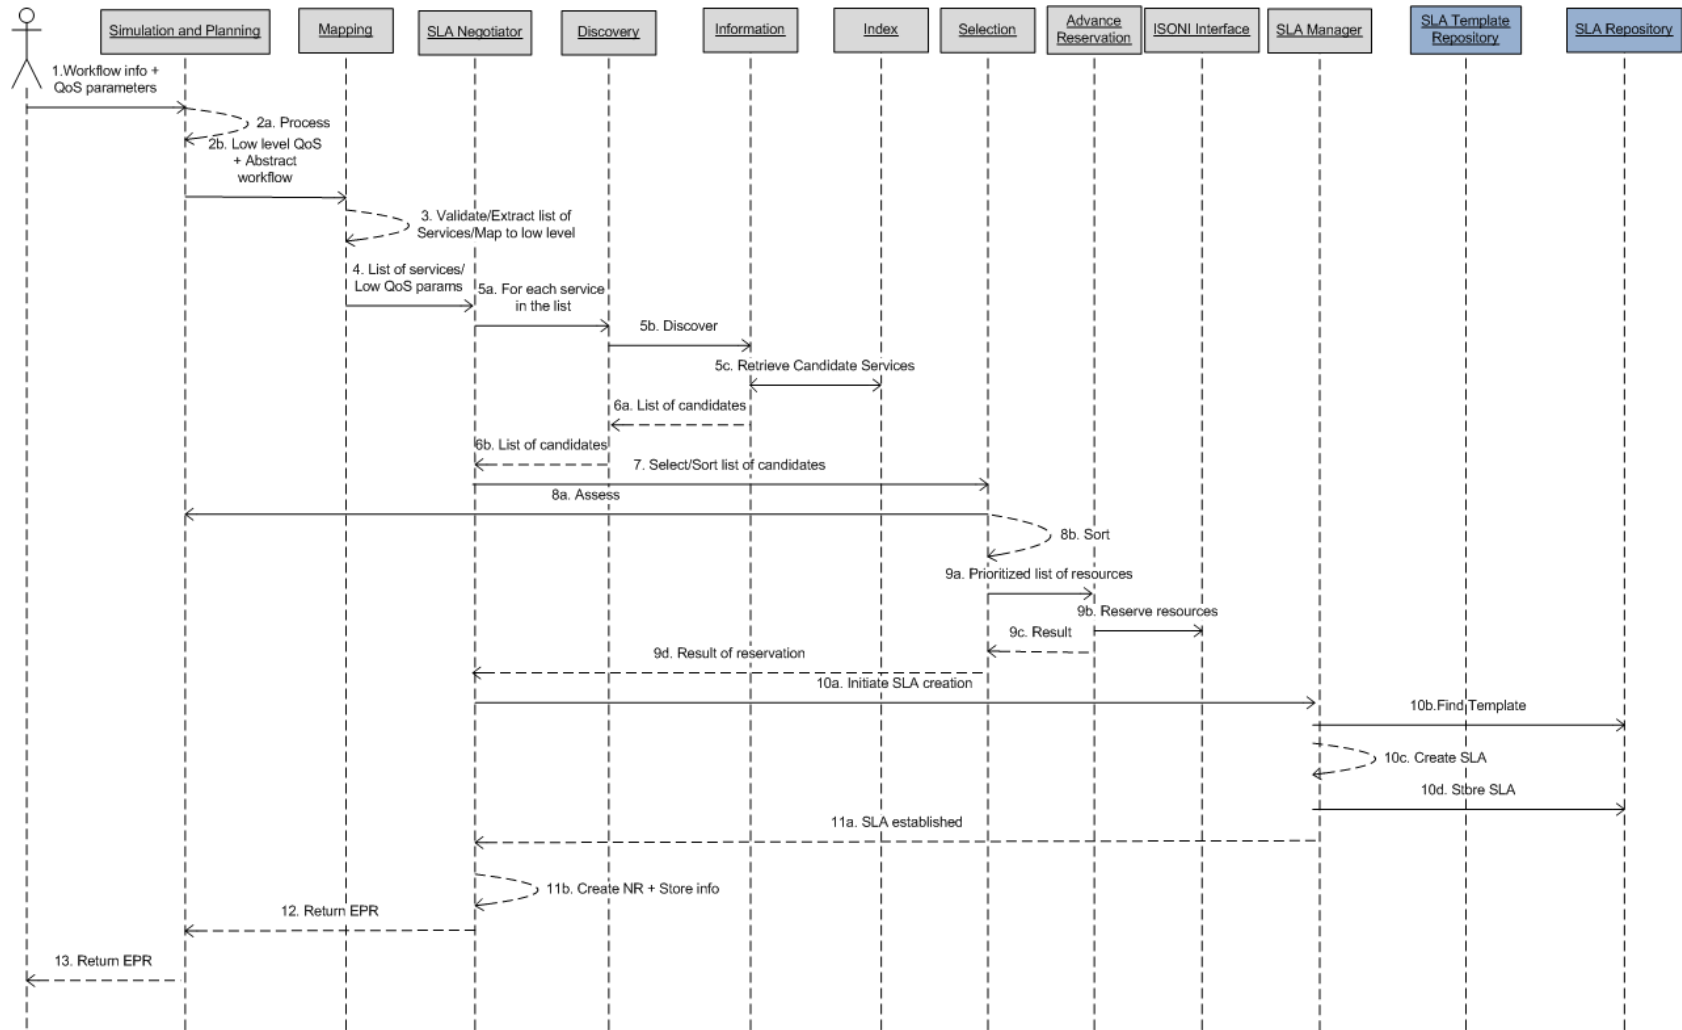 Simulation and Planning
Mapping
SLA Negotiator
Discovery
Information
Index
Selection
Advance
Reservation
ISONI Interface
SLA Manager
SLA Template
Repository
SLA Repository
1.Workflow info +
QoS parameters
2a. Process
2b. Low level QoS
+ Abstract
workflow
3. Validate/Extract list of
Services/Map to low level
4. List of services/
Low QoS params
5a. For each service
in the list
5b. Discover
5c. Retrieve Candidate Services
6a. List of candidates
6b. List of candidates
7. Select/Sort list of candidates
8a. Assess
8b. Sort
9a. Prioritized list of resources
9b. Reserve resources
9c. Result
9d. Result of reservation
10a. Initiate SLA creation
10b.Find Template
10c. Create SLA
10d. Store SLA
11a. SLA established
11b. Create NR + Store info
12. Return EPR
13. Return EPR